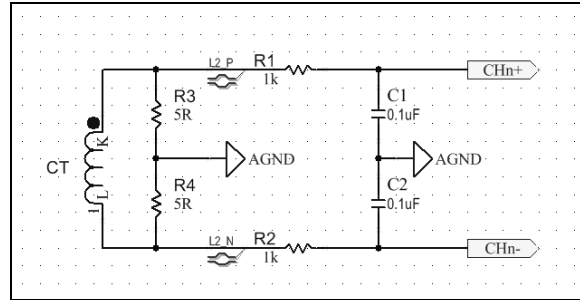 L2_P
R1
1k
CHn+
R3
5R
C1
0.1uF
K
CT
AGND
AGND
R4
5R
C2
0.1uF
L
1
L2_N
R2
1k
CHn-